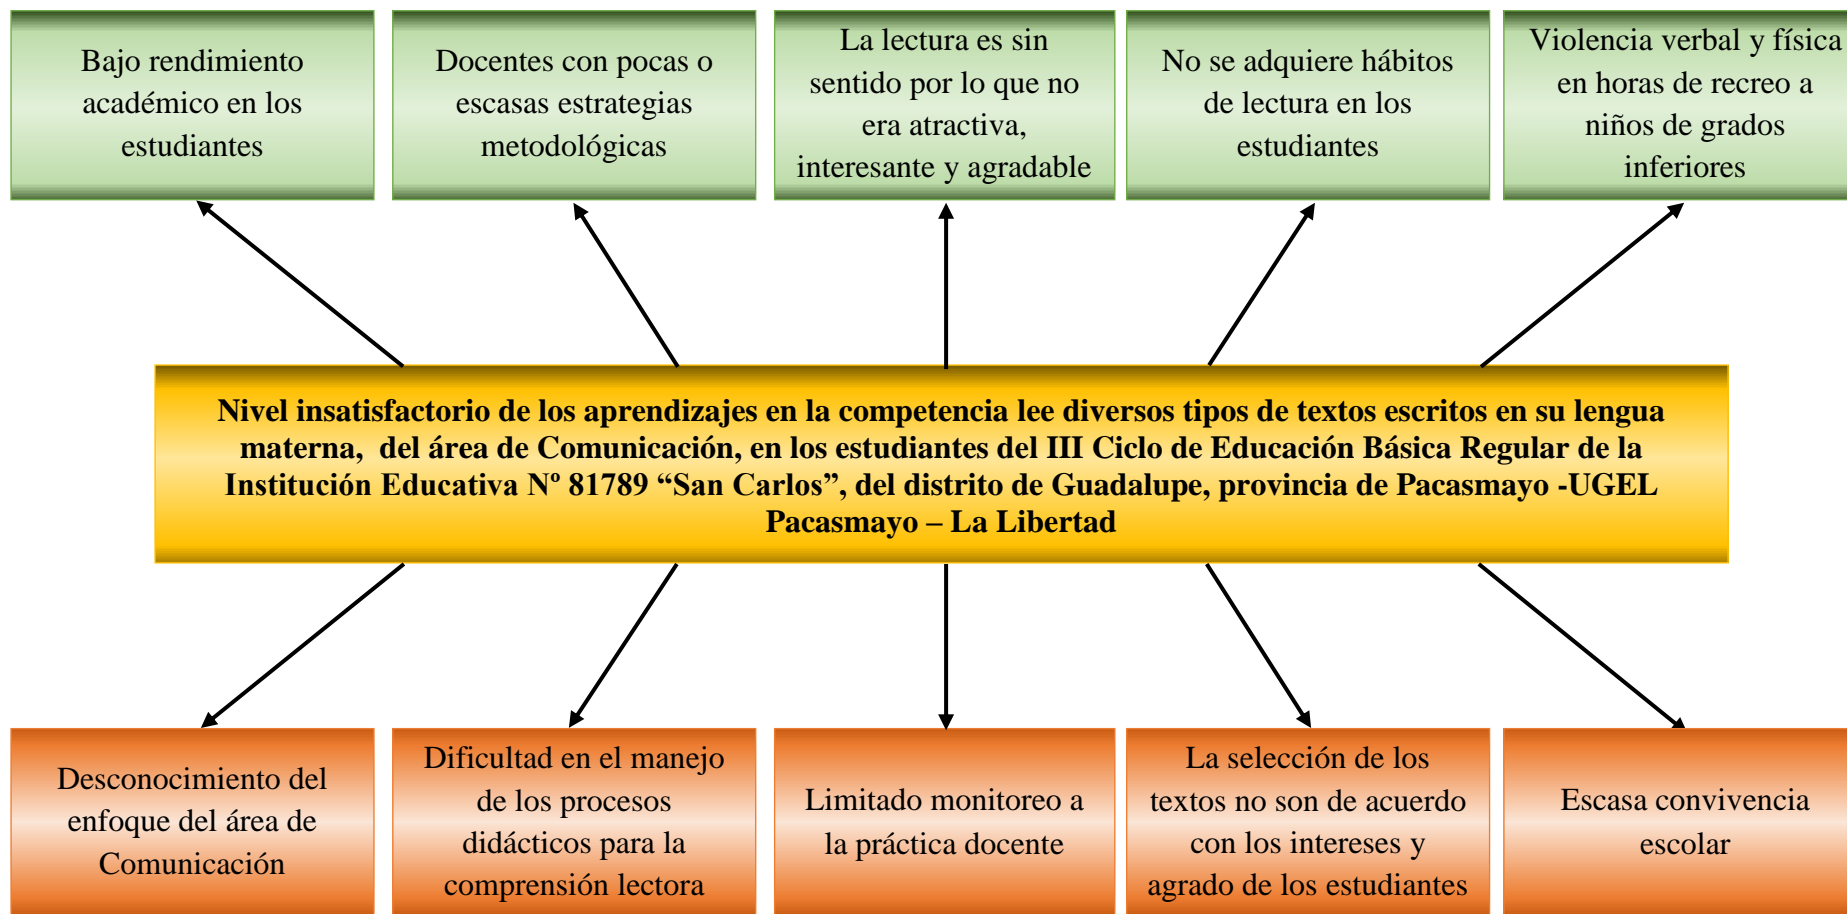 Bajo rendimiento
académico en los
estudiantes
Docentes con pocas o
escasas estrategias
metodológicas
La lectura es sin
sentido por lo que no
era atractiva,
interesante y agradable
No se adquiere hábitos
de lectura en los
estudiantes
Violencia verbal y física
en horas de recreo a
niños de grados
inferiores
Nivel insatisfactorio de los aprendizajes en la competencia lee diversos tipos de textos escritos en su lengua
materna,  del área de Comunicación, en los estudiantes del III Ciclo de Educación Básica Regular de la
Institución Educativa Nº 81789 “San Carlos”, del distrito de Guadalupe, provincia de Pacasmayo -UGEL
Pacasmayo – La Libertad
Desconocimiento del
enfoque del área de
Comunicación
Dificultad en el manejo
de los procesos
didácticos para la
comprensión lectora
Limitado monitoreo a
la práctica docente
La selección de los
textos no son de acuerdo
con los intereses y
agrado de los estudiantes
Escasa convivencia
escolar